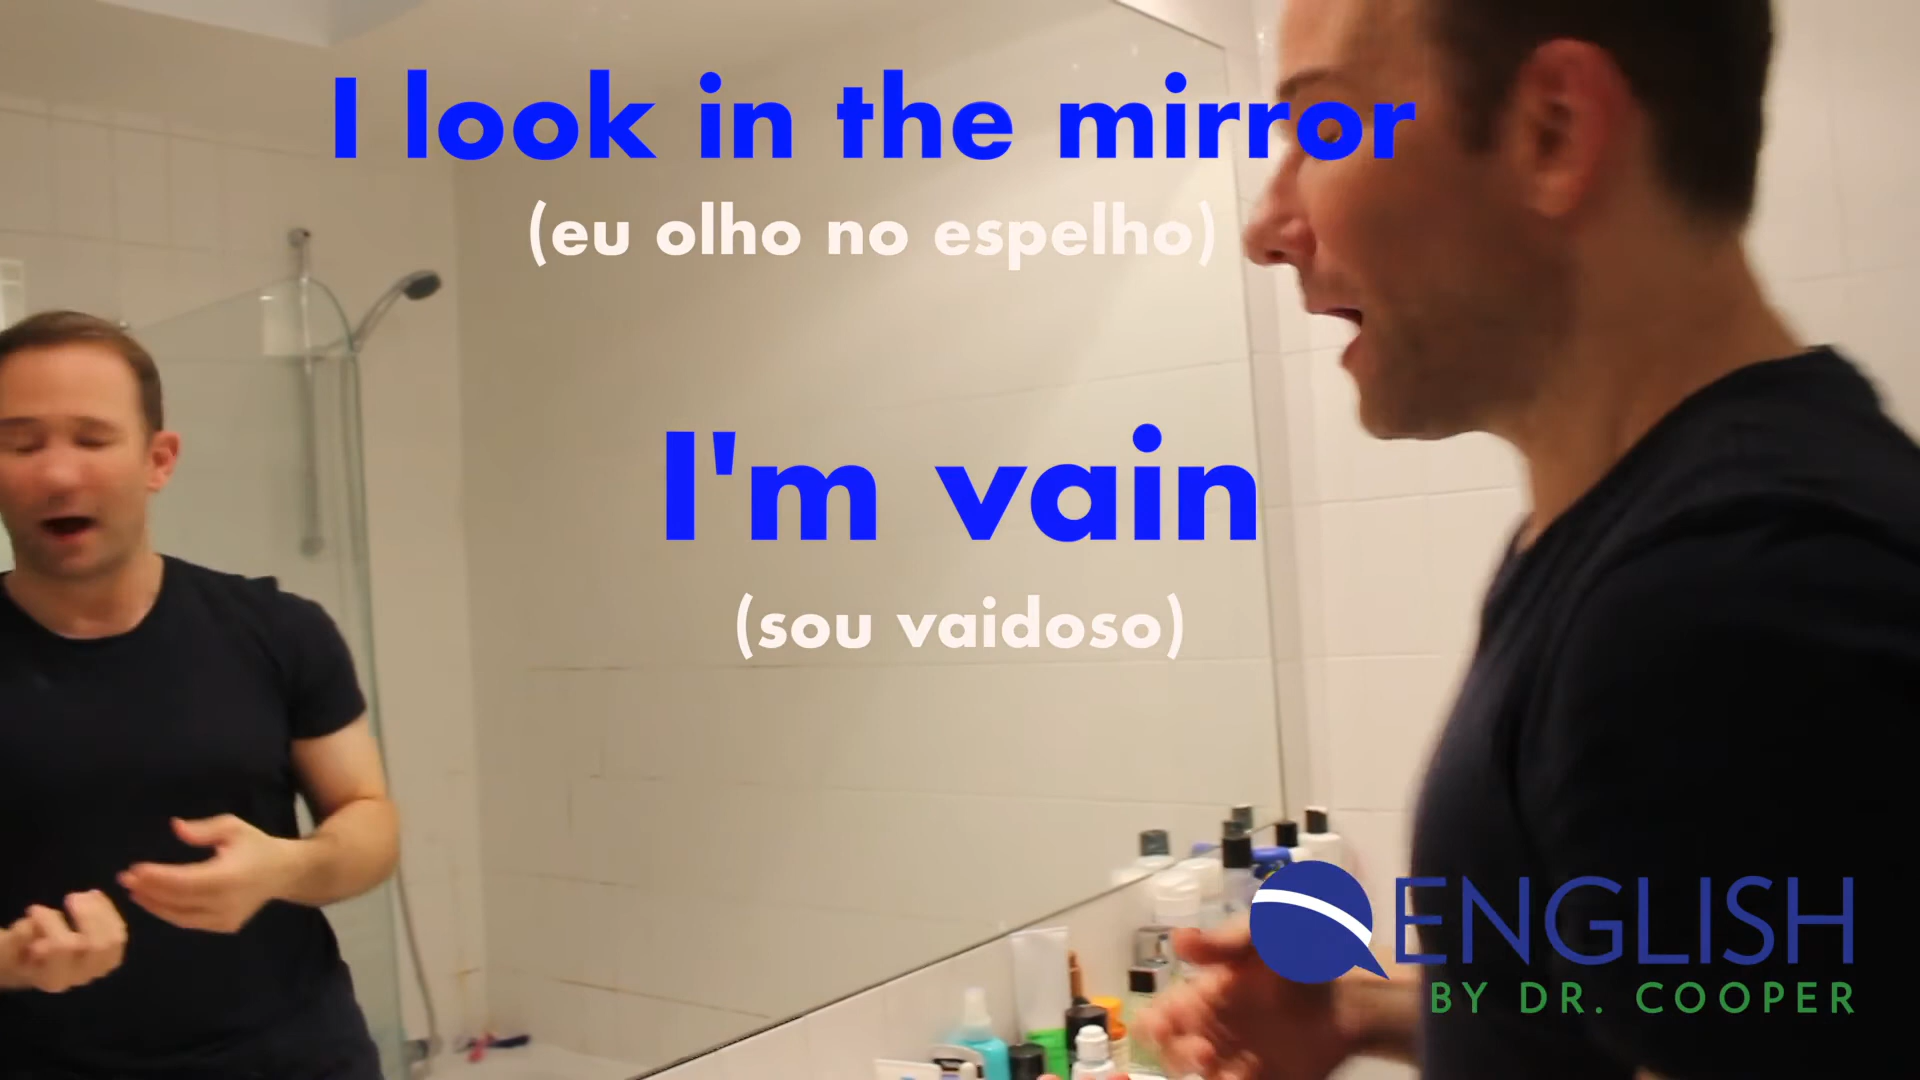 I look in the mirror
(eu olho no espelho)
I'm vain
(sou vaidoso)
ENGLISH
BY DR. COOPER